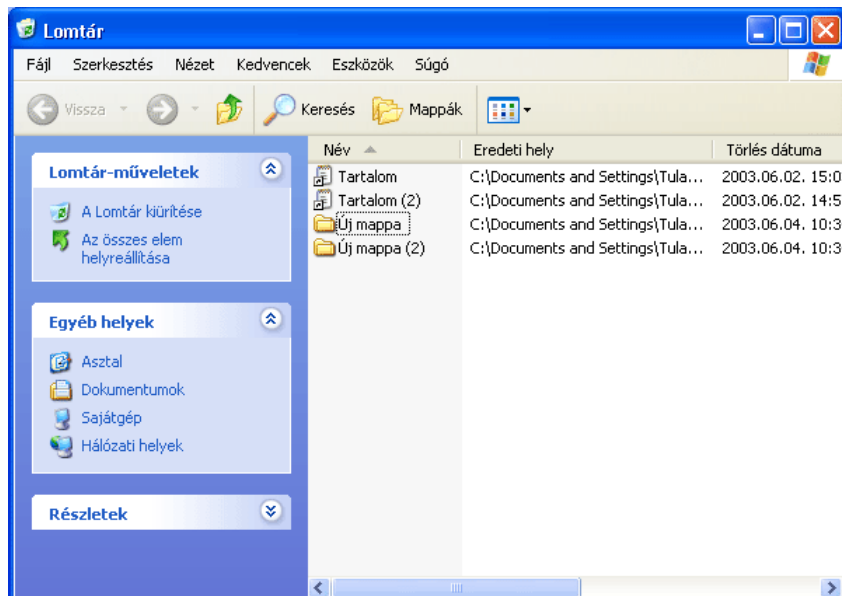 Lomtár
Fájl Szerkesztés Nézet Kedvencek Eszközök Súgó
Vissza Keresés Mappák
Lomtár-műveletek
A Lomtár kiürítése
Az összes elem
helyreállítása
Egyéb helyek
Asztal
Dokumentumok
Sajátgép
Hálózati helyek
Részletek
Név Eredeti hely Törlés dátuma
Tartalom C:\Documents and Settings\Tula... 2003.06.02. 15:0
Tartalom (2) C:\Documents and Settings\Tula... 2003.06.02. 14:5
Új mappa C:\Documents and Settings\Tula... 2003.06.04. 10:3
Új mappa (2) C:\Documents and Settings\Tula... 2003.06.04. 10:3